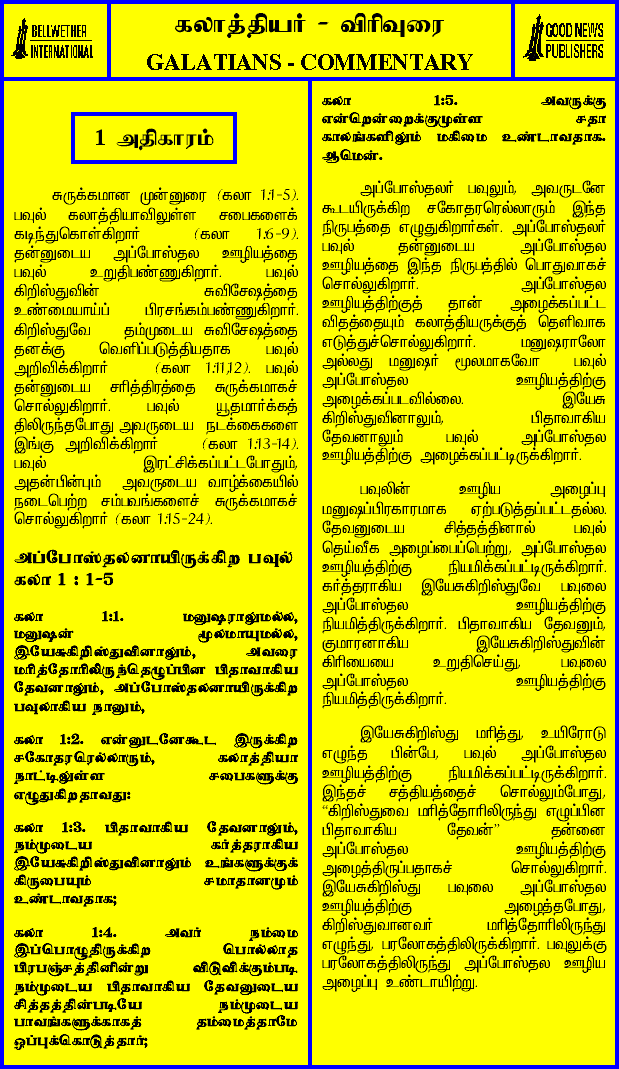 BELLWETHER
INTERNATIONAL
கலாத்தியர் - விரிவுரை
GALATIANS - COMMENTARY
GOOD NEWS
PUBLISHERS
1 அதிகாரம்
சுருக்கமான முன்னுரை (கலா 1:1-5).
பவுல் கலாத்தியாவிலுள்ள சபைகளைக்
கடிந்துகொள்கிறார் (கலா 1:6-9).
தன்னுடைய அப்போஸ்தல ஊழியத்தை
பவுல் உறுதிபண்ணுகிறார். பவுல்
கிறிஸ்துவின் சுவிசேஷத்தை
உண்மையாய்ப் பிரசங்கம்பண்ணுகிறார்.
கிறிஸ்துவே தம்முடைய சுவிசேஷத்தை
தனக்கு வெளிப்படுத்தியதாக பவுல்
அறிவிக்கிறார் (கலா 1:11,12). பவுல்
தன்னுடைய சரித்திரத்தை சுருக்கமாகச்
சொல்லுகிறார். பவுல் யூதமார்க்கத்
திலிருந்தபோது அவருடைய நடக்கைகளை
இங்கு அறிவிக்கிறார் (கலா 1:13-14).
பவுல் இரட்சிக்கப்பட்டபோதும்,
அதன்பின்பும் அவருடைய வாழ்க்கையில்
நடைபெற்ற சம்பவங்களைச் சுருக்கமாகச்
சொல்லுகிறார் (கலா 1:15-24).
அப்போஸ்தலனாயிருக்கிற பவுல்
கலா 1 : 1-5
கலா 1:1. மனுஷராலுமல்ல,
மனுஷன் மூலமாயுமல்ல,
இயேசுகிறிஸ்துவினாலும், அவரை
மரித்தோரிலிருந்தெழுப்பின பிதாவாகிய
தேவனாலும், அப்போஸ்தலனாயிருக்கிற
பவுலாகிய நானும்,
கலா 1:2. என்னுடனேகூட இருக்கிற
சகோதரரெல்லாரும், கலாத்தியா
நாட்டிலுள்ள சபைகளுக்கு
எழுதுகிறதாவது:
கலா 1:3. பிதாவாகிய தேவனாலும்,
நம்முடைய கர்த்தராகிய
இயேசுகிறிஸ்துவினாலும் உங்களுக்குக்
கிருபையும் சமாதானமும்
உண்டாவதாக;
கலா 1:4. அவர் நம்மை
இப்பொழுதிருக்கிற பொல்லாத
பிரபஞ்சத்தினின்று விடுவிக்கும்படி
நம்முடைய பிதாவாகிய தேவனுடைய
சித்தத்தின்படியே நம்முடைய
பாவங்களுக்காகத் தம்மைத்தாமே
ஒப்புக்கொடுத்தார்;
கலா 1:5. அவருக்கு
என்றென்றைக்குமுள்ள சதா
காலங்களிலும் மகிமை உண்டாவதாக.
ஆமென்.
அப்போஸ்தலர் பவுலும், அவருடனே
கூடயிருக்கிற சகோதரரெல்லாரும் இந்த
நிருபத்தை எழுதுகிறார்கள். அப்போஸ்தலர்
பவுல் தன்னுடைய அப்போஸ்தல
ஊழியத்தை இந்த நிருபத்தில் பொதுவாகச்
சொல்லுகிறார். அப்போஸ்தல
ஊழியத்திற்குத் தான் அழைக்கப்பட்ட
விதத்தையும் கலாத்தியருக்குத் தெளிவாக
எடுத்துச்சொல்லுகிறார். மனுஷராலோ
அல்லது மனுஷர் மூலமாகவோ பவுல்
அப்போஸ்தல ஊழியத்திற்கு
அழைக்கப்படவில்லை. இயேசு
கிறிஸ்துவினாலும், பிதாவாகிய
தேவனாலும் பவுல் அப்போஸ்தல
ஊழியத்திற்கு அழைக்கப்பட்டிருக்கிறார்.
பவுலின் ஊழிய அழைப்பு
மனுஷப்பிரகாரமாக ஏற்படுத்தப்பட்டதல்ல.
தேவனுடைய சித்தத்தினால் பவுல்
தெய்வீக அழைப்பைப்பெற்று, அப்போஸ்தல
ஊழியத்திற்கு நியமிக்கப்பட்டிருக்கிறார்.
கர்த்தராகிய இயேசுகிறிஸ்துவே பவுலை
அப்போஸ்தல ஊழியத்திற்கு
நியமித்திருக்கிறார். பிதாவாகிய தேவனும்,
குமாரனாகிய இயேசுகிறிஸ்துவின்
கிரியையை உறுதிசெய்து, பவுலை
அப்போஸ்தல ஊழியத்திற்கு
நியமித்திருக்கிறார்.
இயேசுகிறிஸ்து மரித்து, உயிரோடு
எழுந்த பின்பே, பவுல் அப்போஸ்தல
ஊழியத்திற்கு நியமிக்கப்பட்டிருக்கிறார்.
இந்தச் சத்தியத்தைச் சொல்லும்போது,
“கிறிஸ்துவை மரித்தோரிலிருந்து எழுப்பின
பிதாவாகிய தேவன்” தன்னை
அப்போஸ்தல ஊழியத்திற்கு
அழைத்திருப்பதாகச் சொல்லுகிறார்.
இயேசுகிறிஸ்து பவுலை அப்போஸ்தல
ஊழியத்திற்கு அழைத்தபோது,
கிறிஸ்துவானவர் மரித்தோரிலிருந்து
எழுந்து, பரலோகத்திலிருக்கிறார். பவுலுக்கு
பரலோகத்திலிருந்து அப்போஸ்தல ஊழிய
அழைப்பு உண்டாயிற்று.